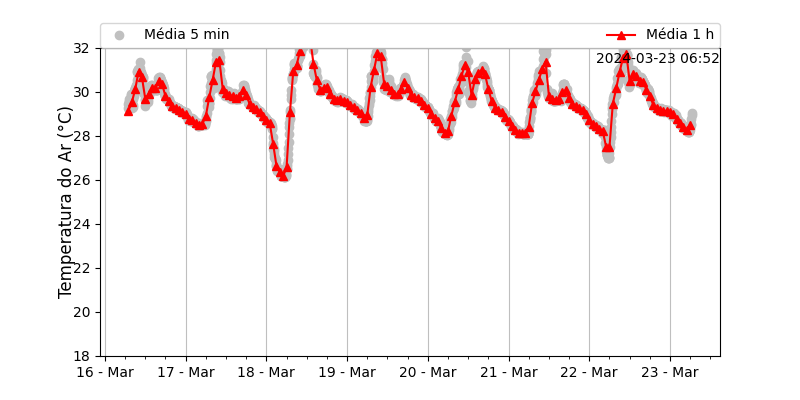 Média 5 min
Média 1 h
2024-03-23 06:52
Temperatura do Ar (°C)
32
30
28
26
24
22
20
18
16 - Mar
17 - Mar
18 - Mar
19 - Mar
20 - Mar
21 - Mar
22 - Mar
23 - Mar